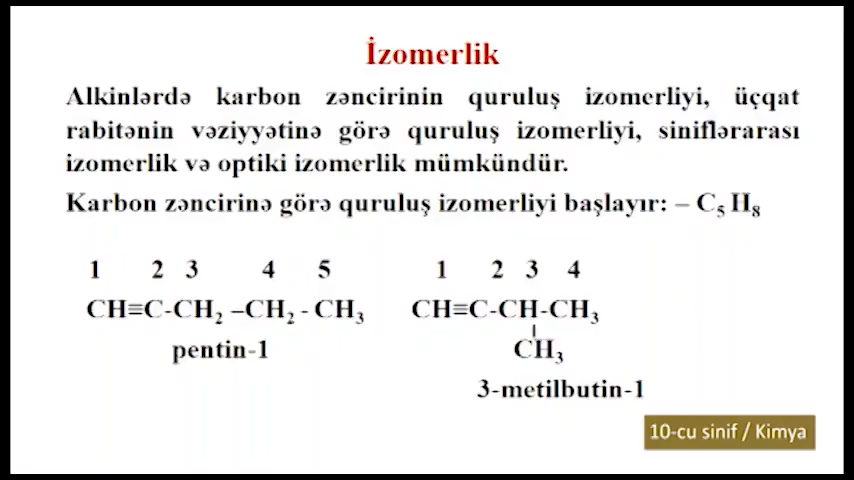 İzomerlik
Alkinlərdə karbon zəncirinin quruluş izomerliyi, üçqat
rabitənin vəziyyətinə görə quruluş izomerliyi, siniflərarası
izomerlik və optiki izomerlik mümkündür.
Karbon zəncirinə görə quruluş izomerliyi başlayır: – C₅ H₈
1 2 3 4 5
CH≡C-CH₂ –CH₂ - CH₃
pentin-1
1 2 3 4
CH≡C-CH-CH₃
CH₃
3-metilbutin-1
10-cu sinif / Kimya